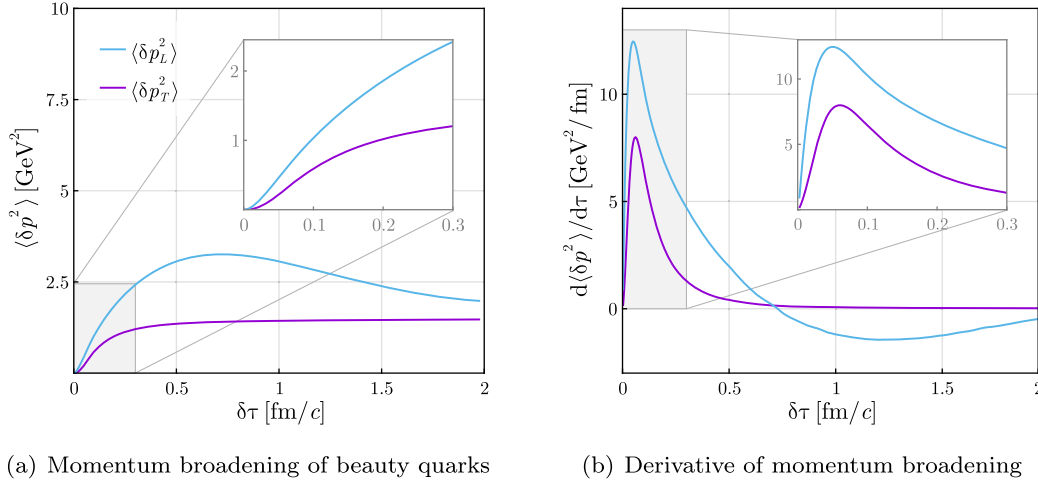 10
7.5
5
2.5
⟨δp²⟩ [GeV²]
⟨δp_L²⟩
⟨δp_T²⟩
2
1
0 0.1 0.2 0.3
0 0.5 1 1.5 2
δτ [fm/c]
(a) Momentum broadening of beauty quarks
10
5
0
d⟨δp²⟩/dτ [GeV²/fm]
10
5
0 0.1 0.2 0.3
0 0.5 1 1.5 2
δτ [fm/c]
(b) Derivative of momentum broadening